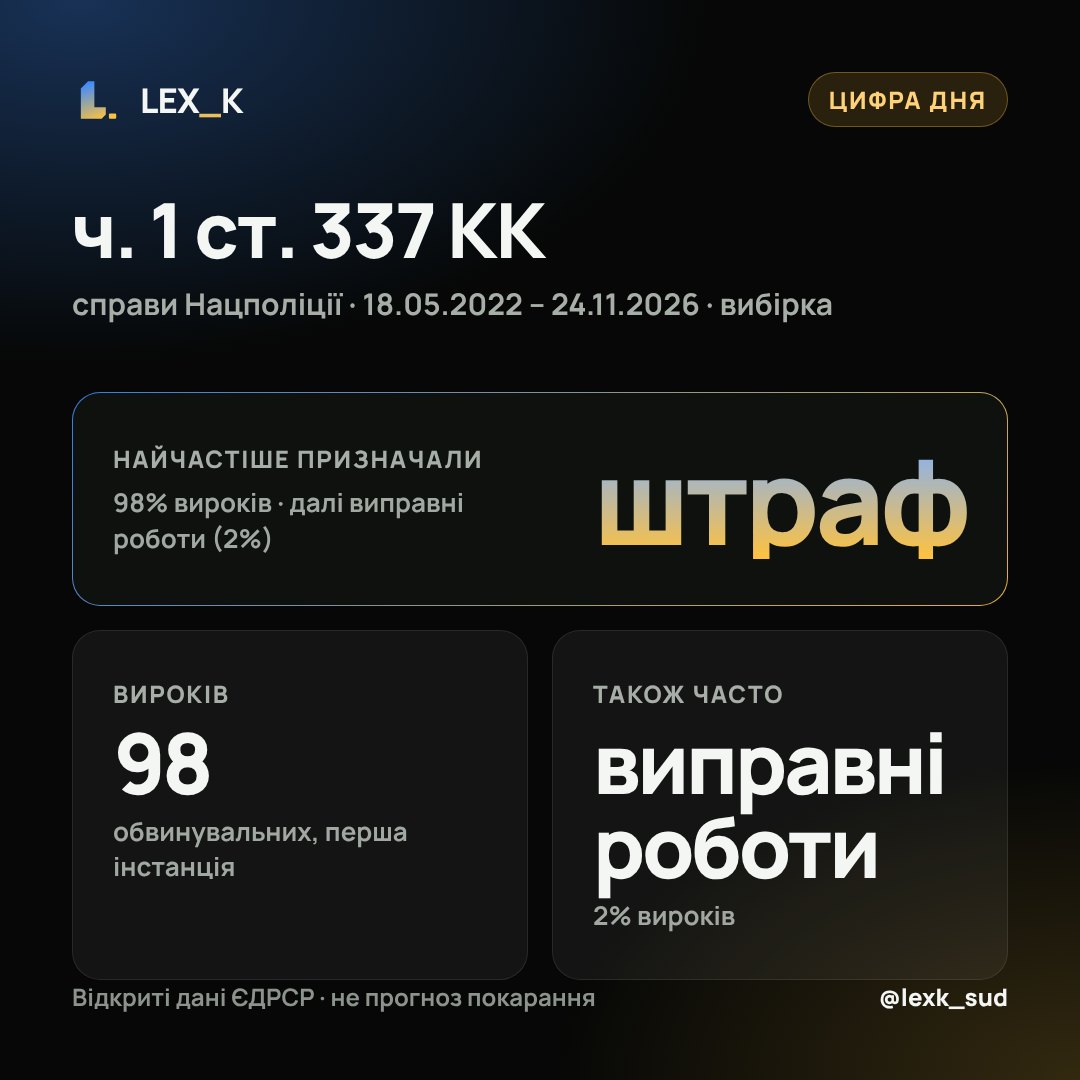 L. LEX_K
ЦИФРА ДНЯ
ч. 1 ст. 337 КК
справи Нацполіції · 18.05.2022 – 24.11.2026 · вибірка
НАЙЧАСТІШЕ ПРИЗНАЧАЛИ
98% вироків · далі виправні
роботи (2%)
штраф
ВИРОКІВ
98
обвинувальних, перша
інстанція
ТАКОЖ ЧАСТО
виправні
роботи
2% вироків
Відкриті дані ЄДРСР · не прогноз покарання
@lexk_sud